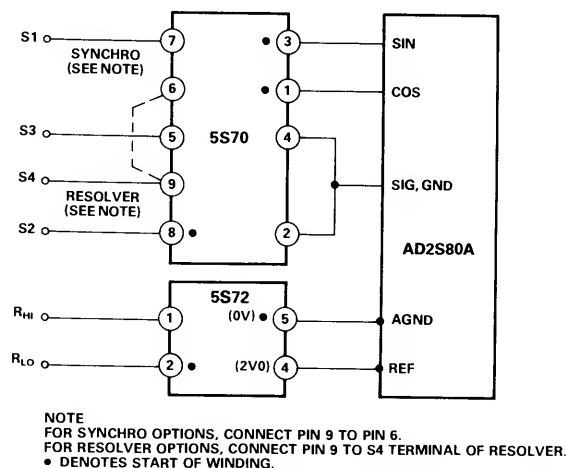 S1
7
SYNCHRO
(SEE NOTE)
3
SIN
6
1
COS
5S70
S3
5
4
S4
9
RESOLVER
(SEE NOTE)
SIG, GND
S2
8
2
AD2S80A
5S72
RHI
1
(0V)
5
AGND
RLO
2
(2V0)
4
REF
NOTE
FOR SYNCHRO OPTIONS, CONNECT PIN 9 TO PIN 6.
FOR RESOLVER OPTIONS, CONNECT PIN 9 TO S4 TERMINAL OF RESOLVER.
• DENOTES START OF WINDING.